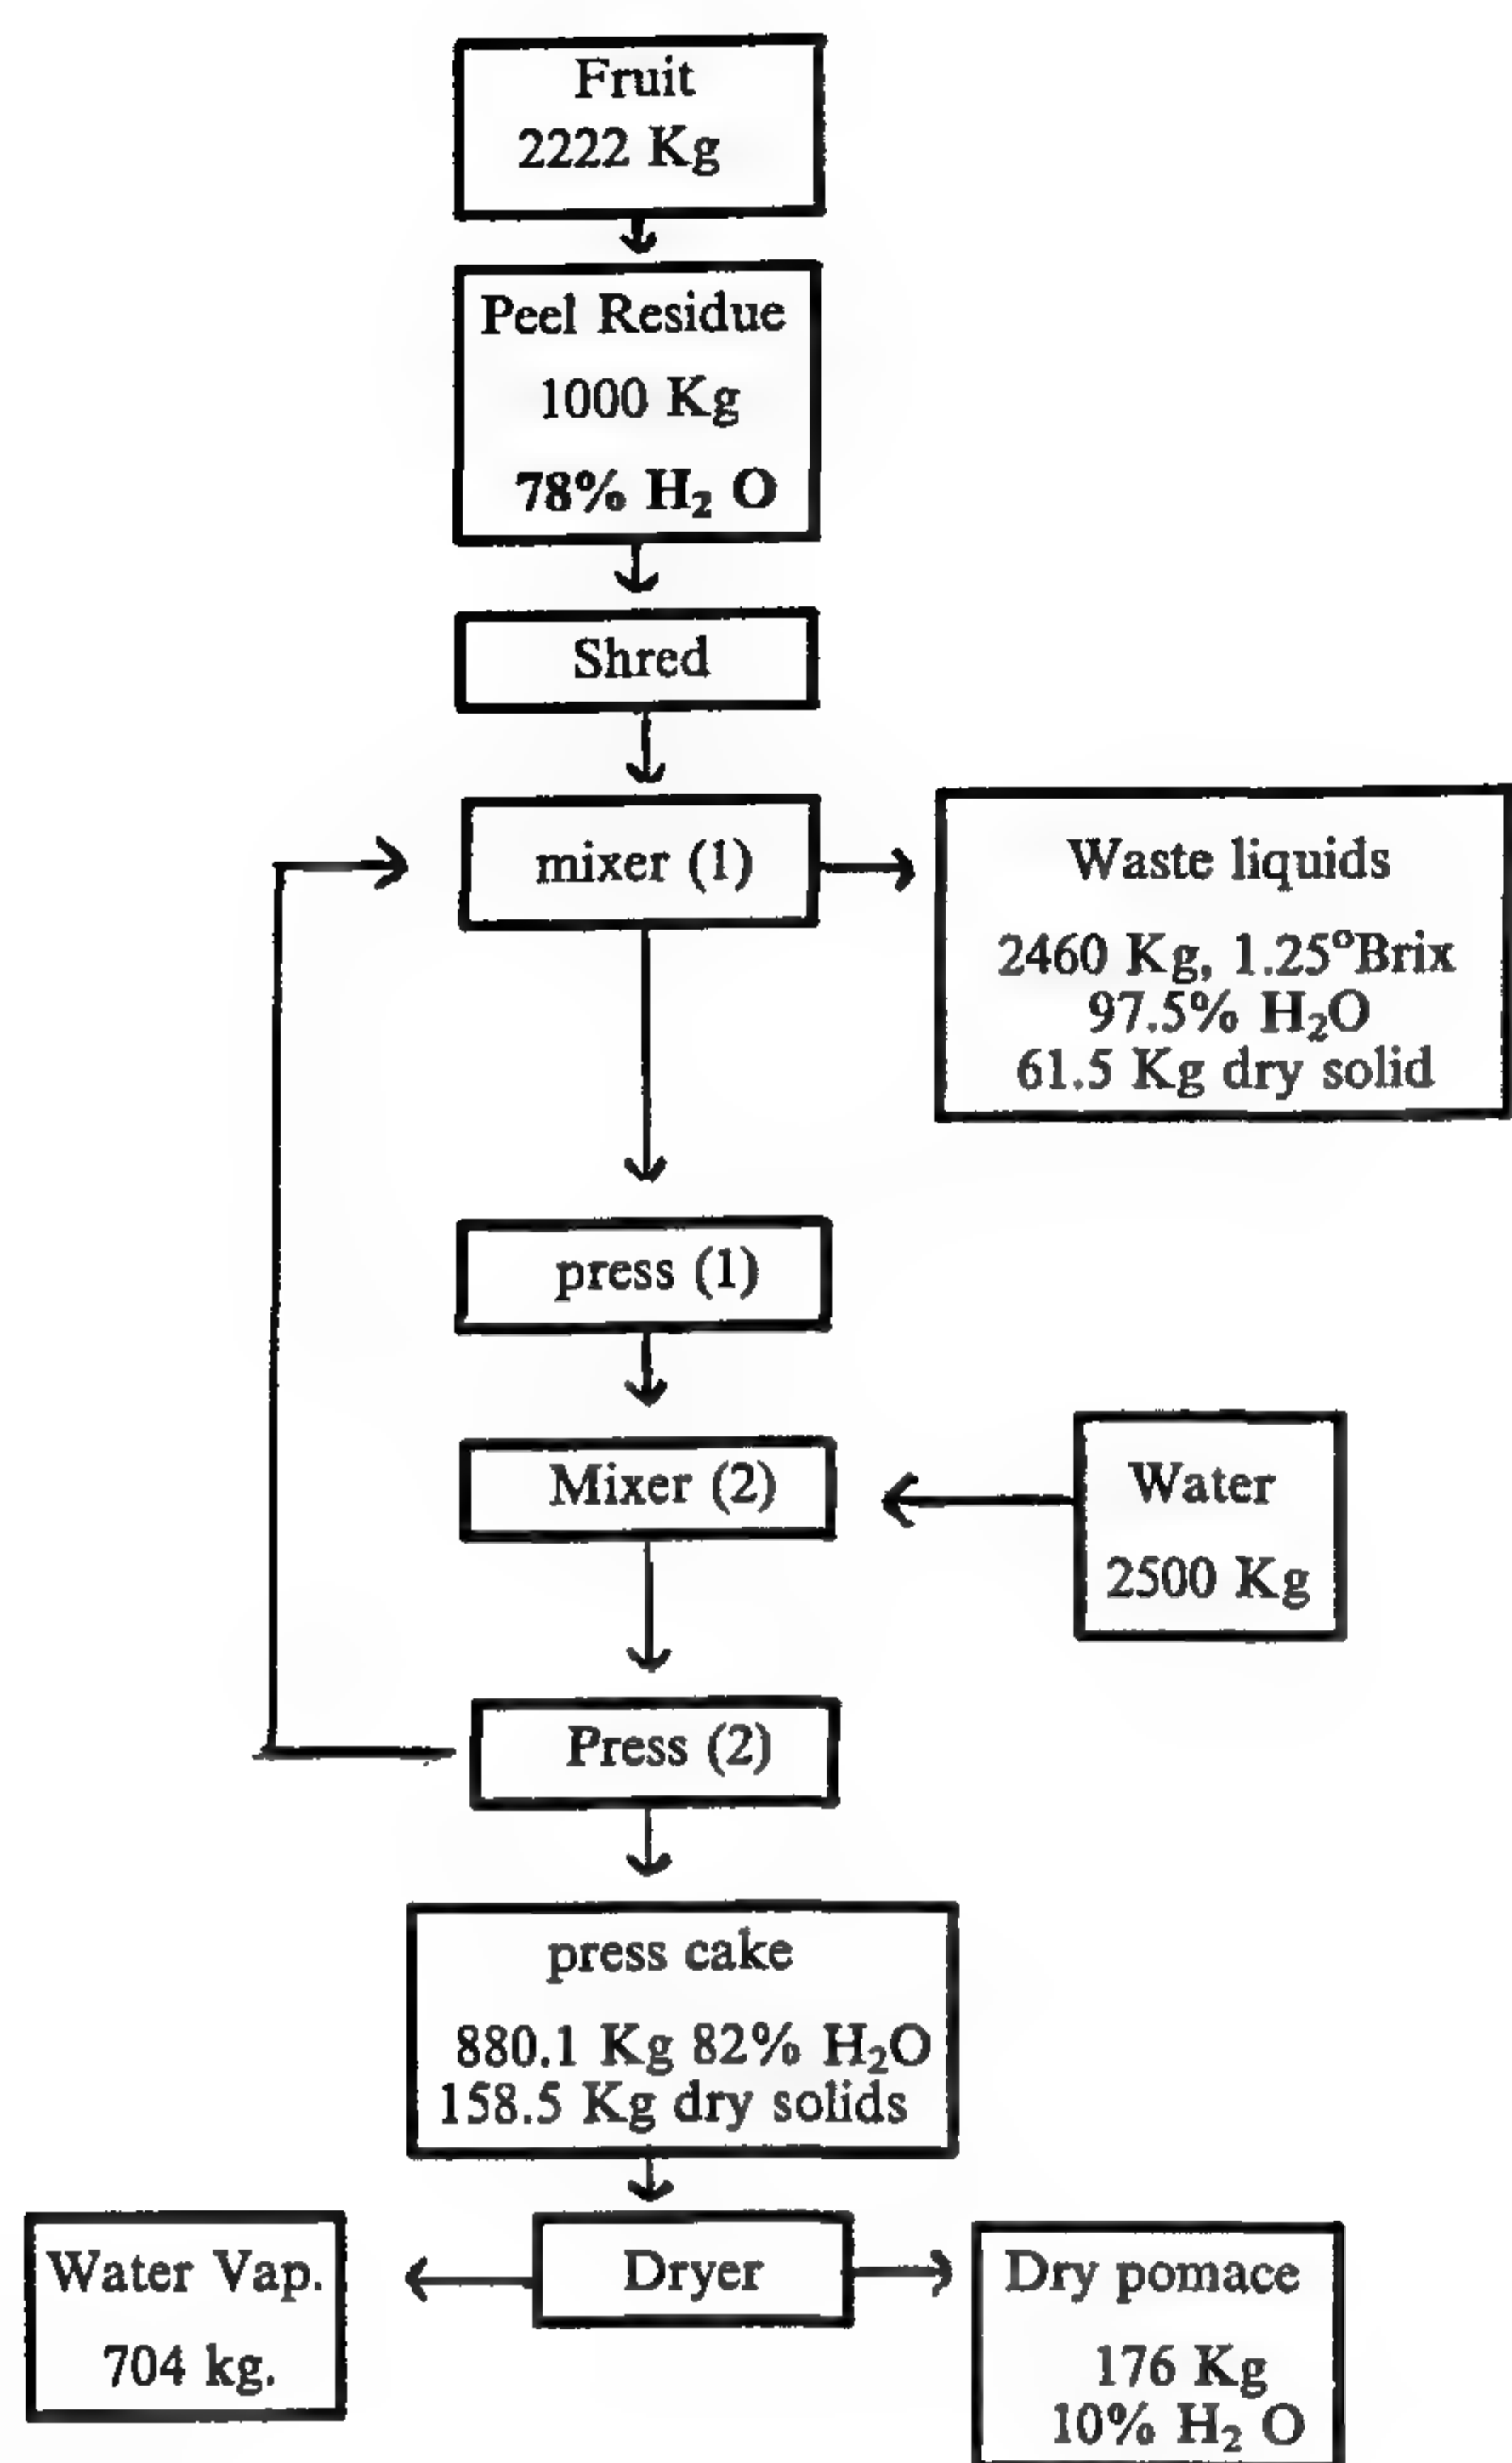 Fruit
2222 Kg
Peel Residue
1000 Kg
78% H₂ O
Shred
mixer (1)
Waste liquids
2460 Kg, 1.25°Brix
97.5% H₂O
61.5 Kg dry solid
press (1)
Mixer (2)
Water
2500 Kg
Press (2)
press cake
880.1 Kg 82% H₂O
158.5 Kg dry solids
Water Vap.
704 kg.
Dryer
Dry pomace
176 Kg
10% H₂ O